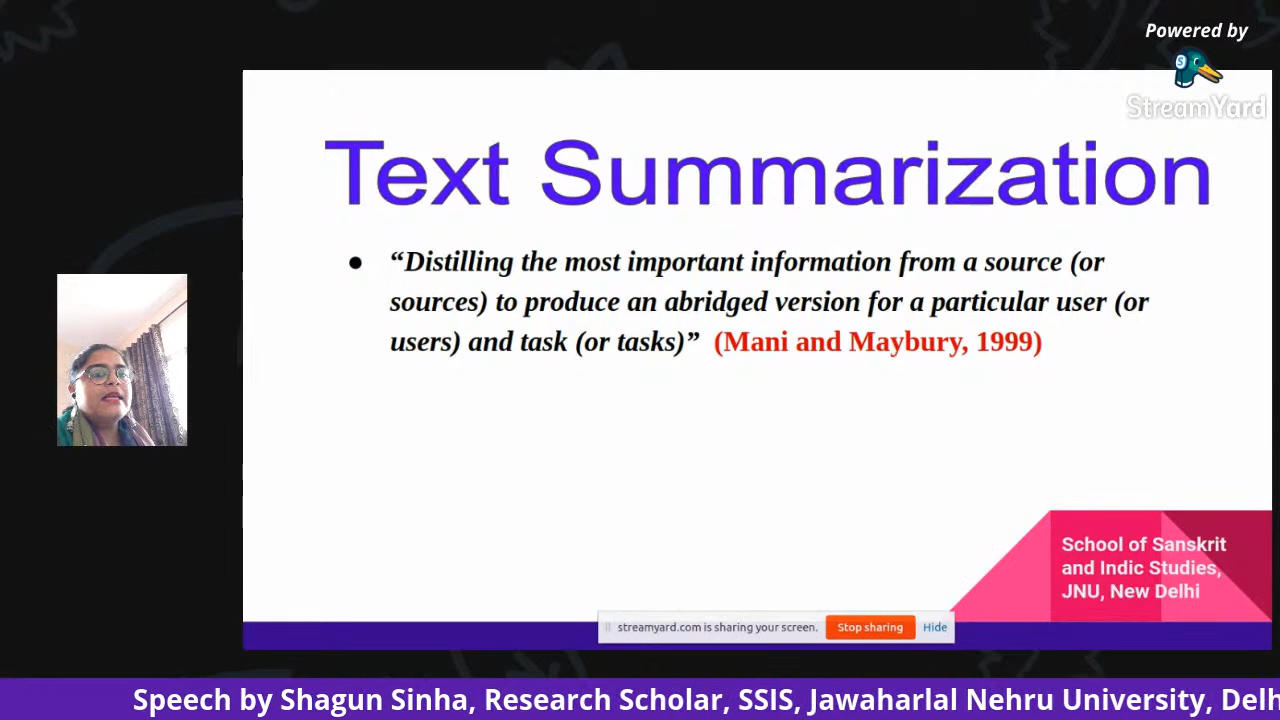 Powered by
StreamYard
Text Summarization
● “Distilling the most important information from a source (or
sources) to produce an abridged version for a particular user (or
users) and task (or tasks)” (Mani and Maybury, 1999)
School of Sanskrit
and Indic Studies,
JNU, New Delhi
streamyard.com is sharing your screen. Stop sharing Hide
Speech by Shagun Sinha, Research Scholar, SSIS, Jawaharlal Nehru University, Delh